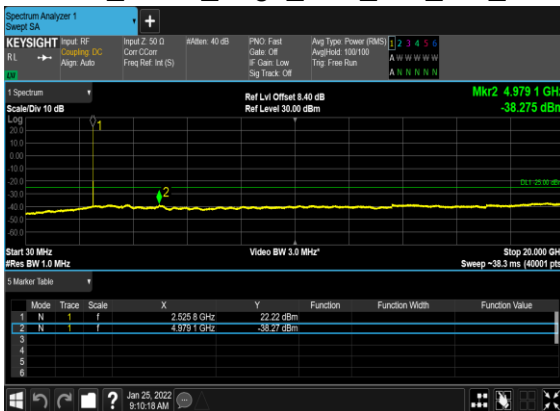 Spectrum Analyzer 1
Swept SA
KEYSIGHT Input: RF Input Z: 50 Ω #Atten: 40 dB PNO: Fast Avg Type: Power (RMS) 1 2 3 4 5 6
RL Coupling: DC Corr CCorr Gate: Off Avg|Hold: 100/100 A W W W W W
Align: Auto Freq Ref: Int (S) IF Gain: Low Trig: Free Run
LV Sig Track: Off A N N N N N
1 Spectrum Ref Lvl Offset 8.40 dB Mkr2 4.979 1 GHz
Scale/Div 10 dB Ref Level 30.00 dBm -38.275 dBm
Log
20.0
10.0
0.00
-10.0
-20.0
-30.0
-40.0
-50.0
-60.0
1
2
Start 30 MHz Video BW 3.0 MHz* Stop 20.000 GHz
#Res BW 1.0 MHz Sweep ~38.3 ms (40001 pts)
5 Marker Table
Mode Trace Scale X Y Function Function Width Function Value
1 N 1 f 2.525 8 GHz 22.22 dBm
2 N 1 f 4.979 1 GHz -38.27 dBm
3
4
5
6
? Jan 25, 2022
9:10:18 AM